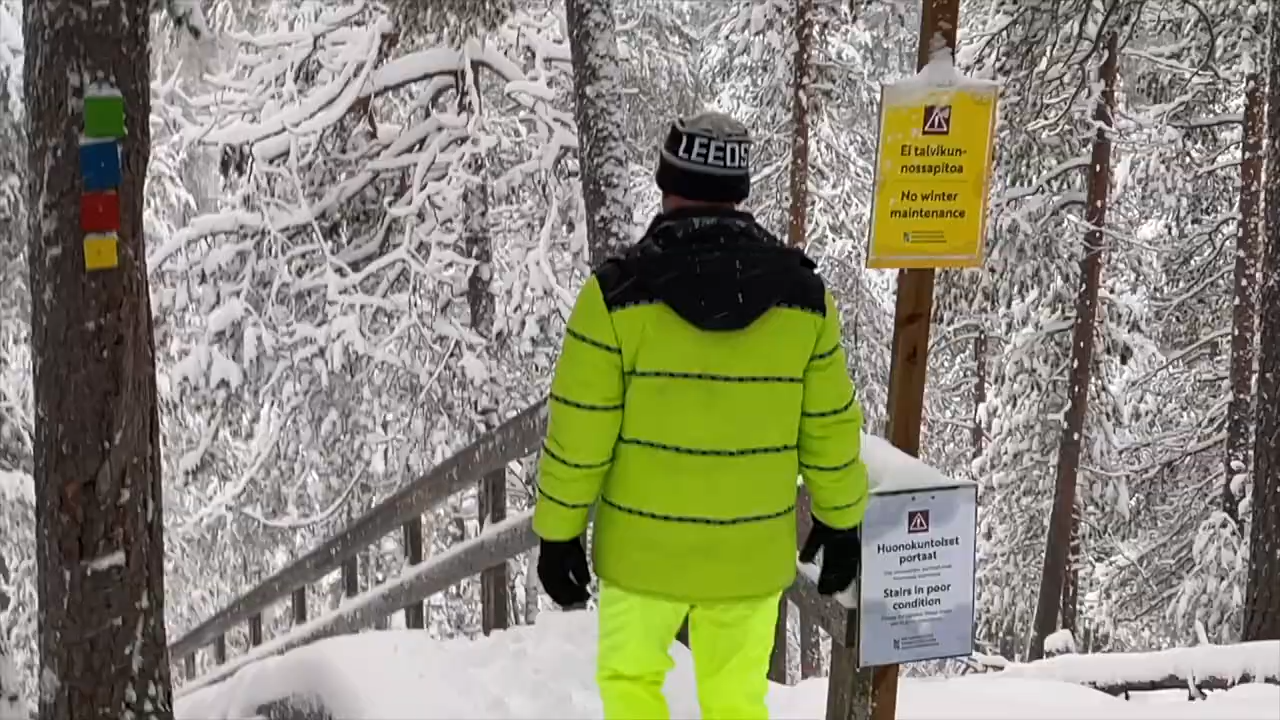 LEEDS
Ei talvikun-
nossapitoa
No winter
maintenance
Huonokuntoiset
portaat
Stairs in poor
condition